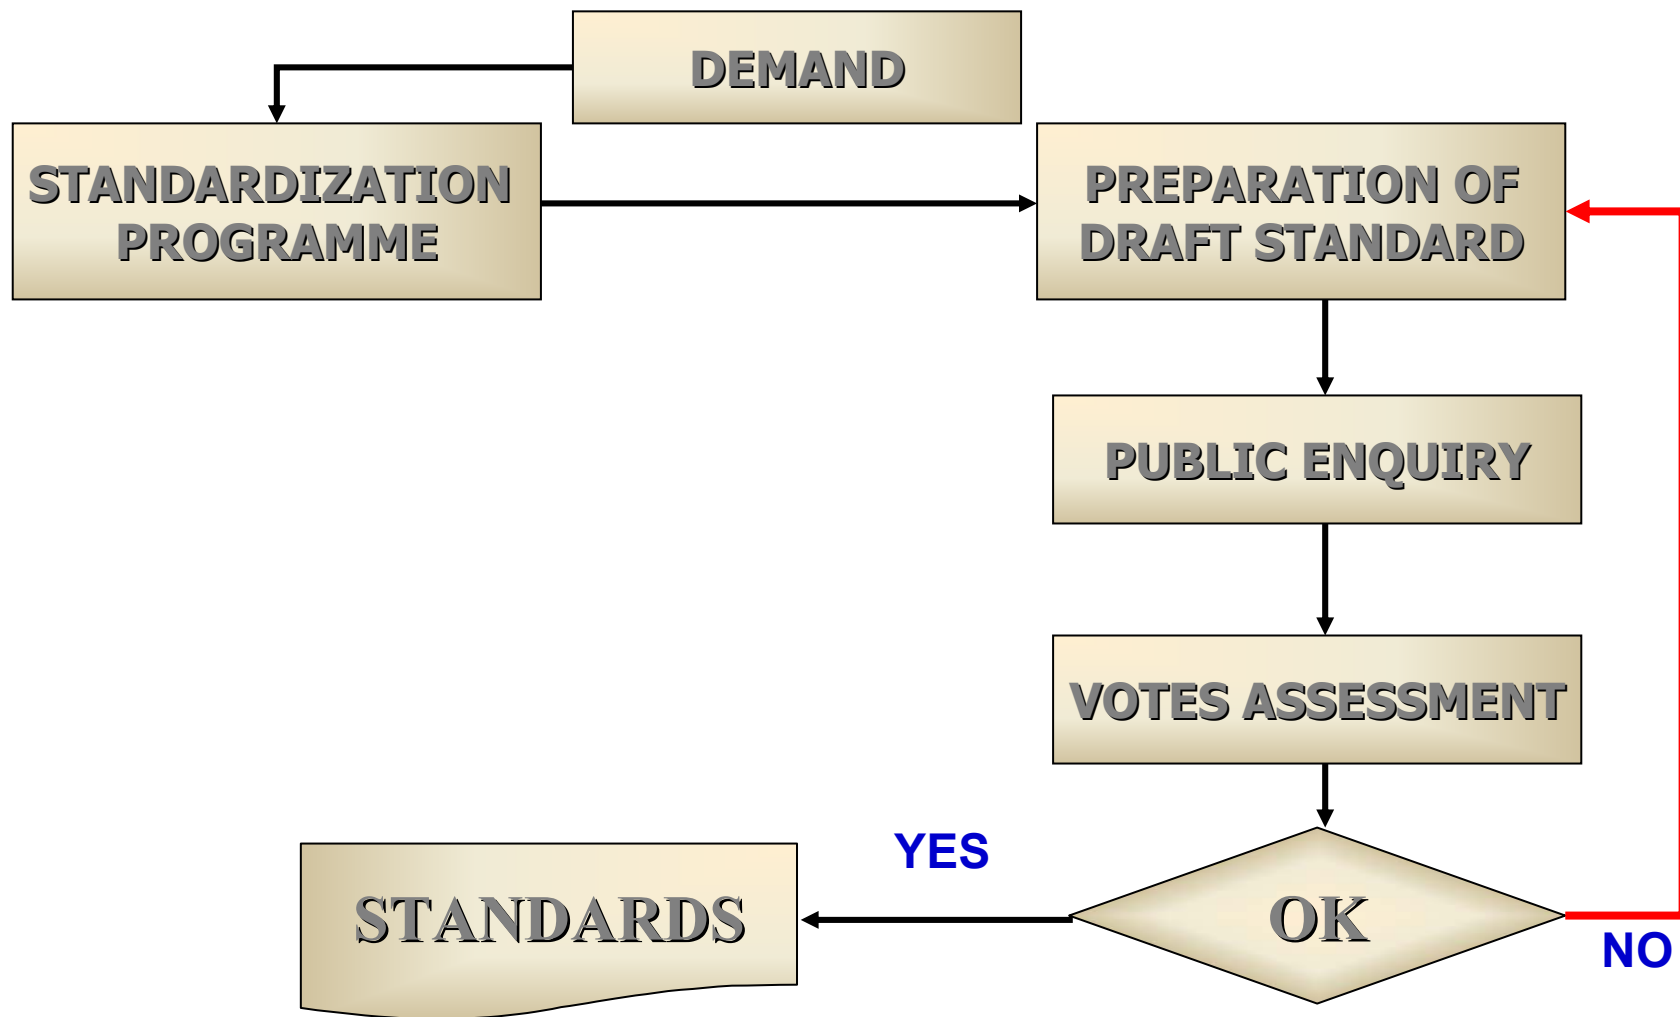 DEMAND
STANDARDIZATION
PROGRAMME
PREPARATION OF
DRAFT STANDARD
PUBLIC ENQUIRY
VOTES ASSESSMENT
YES
STANDARDS
OK
NO